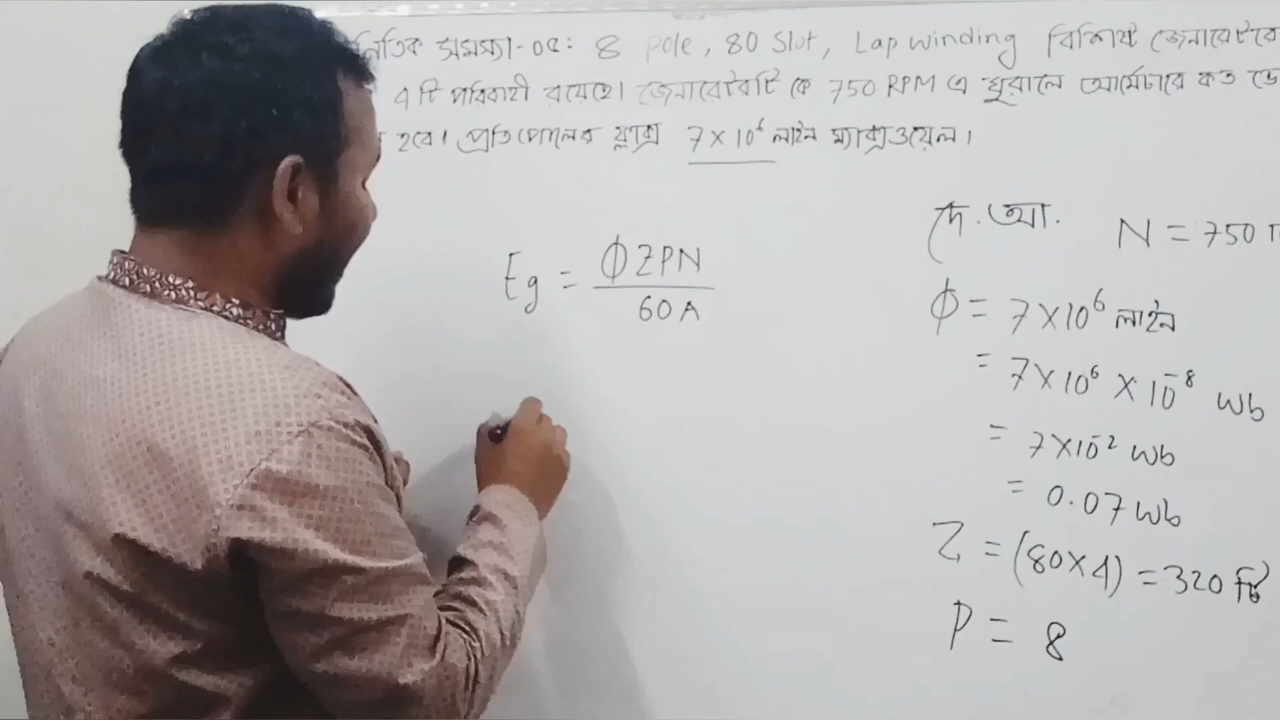 সমস্যা-05: 8 pole, 80 Slot, Lap winding বিশিষ্ট
4 টি পরিবাহী রয়েছে। জেনারেটরটি কে 750 RPM এ ঘুরালে আর্মেচারে কত
হবে। প্রতি পোলের ফ্লাক্স 7×10⁶ লাইন ম্যাক্সওয়েল।
দে. আ. N = 750
Eg = ϕZPN / 60A
ϕ = 7×10⁶ লাইন
= 7×10⁶ × 10⁻⁸ Wb
= 7×10⁻² Wb
= 0.07 Wb
Z = (80×4) = 320 টি
P = 8